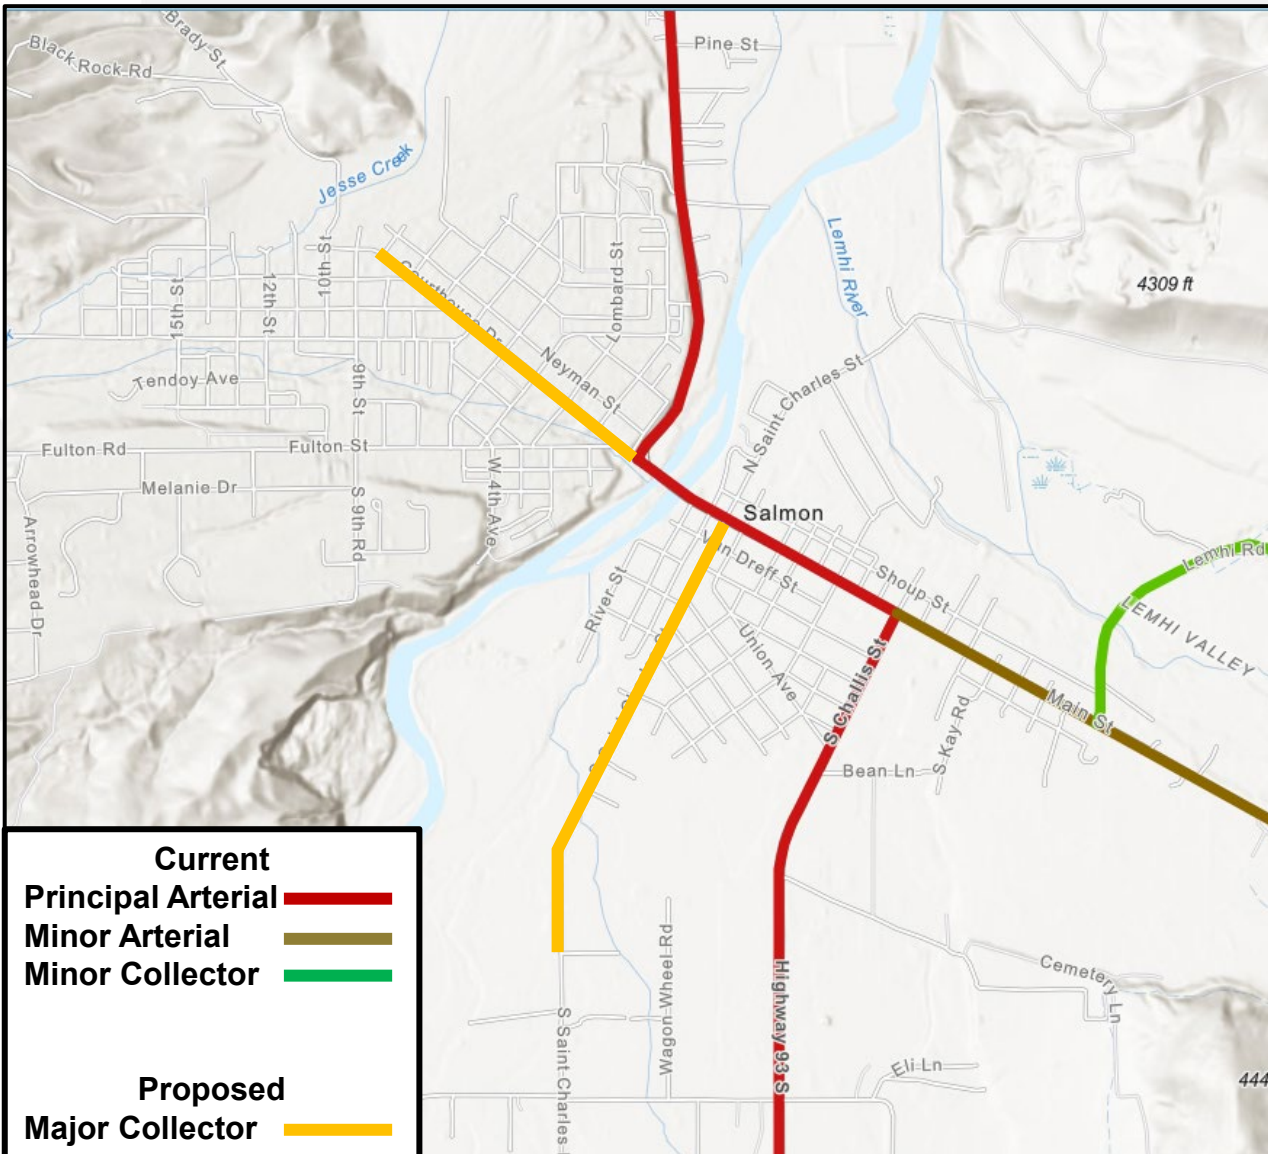 Brady St
Black Rock Rd
Pine St
Jesse Creek
Lemhi River
4309 ft
15th St
12th St
10th St
Courthouse Dr
Lombard St
Neyman St
N Saint Charles St
Tendoy Ave
9th St
Fulton Rd
Fulton St
Melanie Dr
S 9th Rd
W 4th Ave
Arrowhead Dr
Salmon
Van Dreff St
Shoup St
River St
Union Ave
Lemhi Rd
LEMHI VALLEY
S Challis St
S Kay Rd
Main St
Bean Ln
Wagon Wheel Rd
Highway 93 S
Cemetery Ln
Eli Ln
S Saint Charles
444
Current
Principal Arterial
Minor Arterial
Minor Collector
Proposed
Major Collector